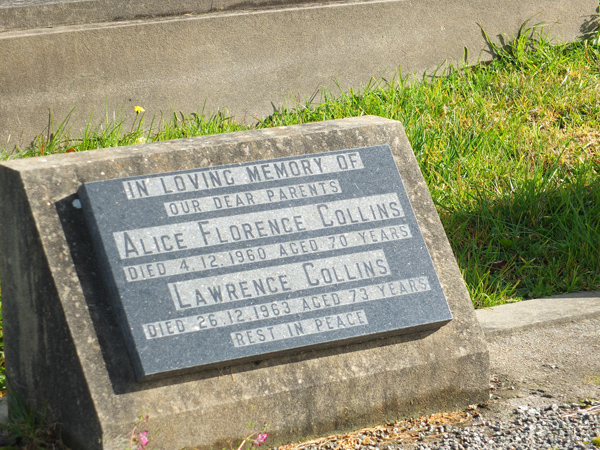 IN LOVING MEMORY OF
OUR DEAR PARENTS
ALICE FLORENCE COLLINS
DIED 4.12.1960 AGED 70 YEARS
LAWRENCE COLLINS
DIED 26.12.1963 AGED 73 YEARS
REST IN PEACE